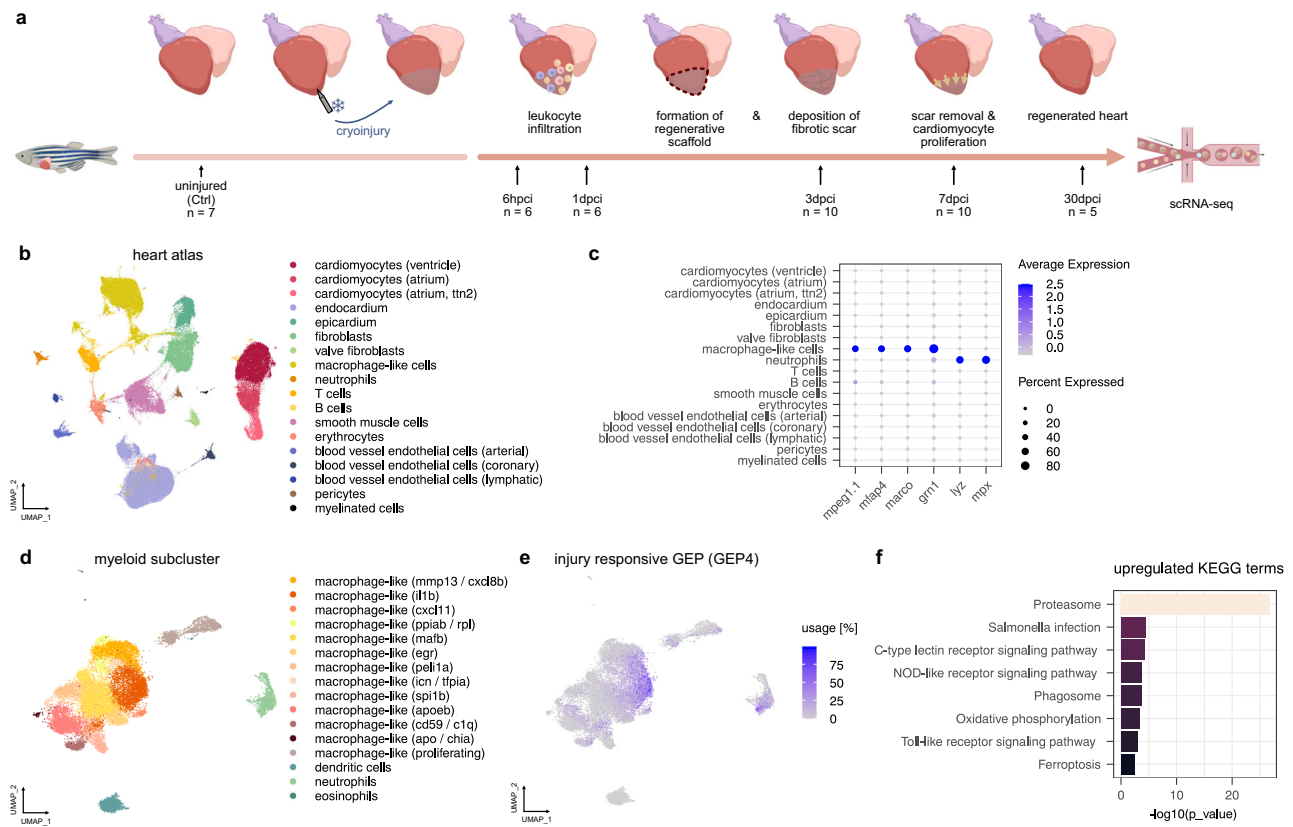 a
cryoinjury
leukocyte
infiltration
formation of
regenerative
scaffold
&
deposition of
fibrotic scar
scar removal &
cardiomyocyte
proliferation
regenerated heart
uninjured
(Ctrl)
n = 7
6hpci
n = 6
1dpci
n = 6
3dpci
n = 10
7dpci
n = 10
30dpci
n = 5
scRNA-seq
b
heart atlas
cardiomyocytes (ventricle)
cardiomyocytes (atrium)
cardiomyocytes (atrium, ttn2)
endocardium
epicardium
fibroblasts
valve fibroblasts
macrophage-like cells
neutrophils
T cells
B cells
smooth muscle cells
erythrocytes
blood vessel endothelial cells (arterial)
blood vessel endothelial cells (coronary)
blood vessel endothelial cells (lymphatic)
pericytes
myelinated cells
UMAP_2
UMAP_1
c
cardiomyocytes (ventricle)
cardiomyocytes (atrium)
cardiomyocytes (atrium, ttn2)
endocardium
epicardium
fibroblasts
valve fibroblasts
macrophage-like cells
neutrophils
T cells
B cells
smooth muscle cells
erythrocytes
blood vessel endothelial cells (arterial)
blood vessel endothelial cells (coronary)
blood vessel endothelial cells (lymphatic)
pericytes
myelinated cells
mpeg1.1
mfap4
marco
grn1
lyz
mpx
Average Expression
2.5
2.0
1.5
1.0
0.5
0.0
Percent Expressed
0
20
40
60
80
d
myeloid subcluster
macrophage-like (mmp13 / cxcl8b)
macrophage-like (il1b)
macrophage-like (cxcl11)
macrophage-like (ppiab / rpl)
macrophage-like (mafb)
macrophage-like (egr)
macrophage-like (peli1a)
macrophage-like (icn / tfpia)
macrophage-like (spi1b)
macrophage-like (apoeb)
macrophage-like (cd59 / c1q)
macrophage-like (apo / chia)
macrophage-like (proliferating)
dendritic cells
neutrophils
eosinophils
UMAP_2
UMAP_1
e
injury responsive GEP (GEP4)
usage [%]
75
50
25
0
UMAP_2
UMAP_1
f
upregulated KEGG terms
Proteasome
Salmonella infection
C-type lectin receptor signaling pathway
NOD-like receptor signaling pathway
Phagosome
Oxidative phosphorylation
Toll-like receptor signaling pathway
Ferroptosis
0
10
20
-log10(p_value)